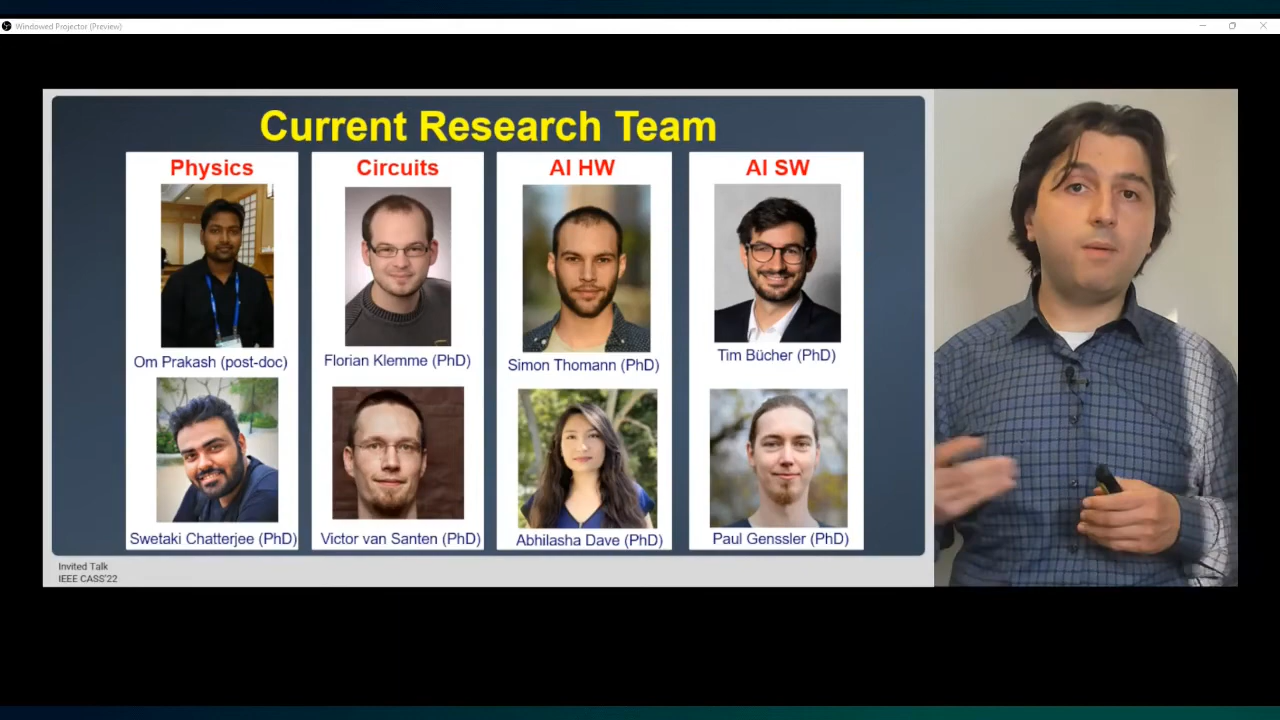 Windowed Projector (Preview)
Current Research Team
Physics
Circuits
AI HW
AI SW
Om Prakash (post-doc)
Florian Klemme (PhD)
Simon Thomann (PhD)
Tim Bücher (PhD)
Swetaki Chatterjee (PhD)
Victor van Santen (PhD)
Abhilasha Dave (PhD)
Paul Genssler (PhD)
Invited Talk
IEEE CASS'22